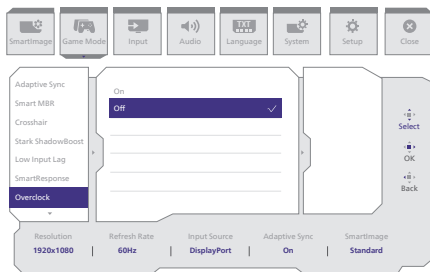 SmartImage
Game Mode
Input
Audio
TXT
Language
System
Setup
Close
Adaptive Sync
Smart MBR
Crosshair
Stark ShadowBoost
Low Input Lag
SmartResponse
Overclock
On
Off
Select
OK
Back
Resolution
1920x1080
Refresh Rate
60Hz
Input Source
DisplayPort
Adaptive Sync
On
SmartImage
Standard